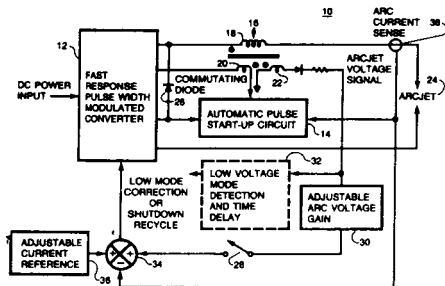 10
ARC
CURRENT
SENSE
38
12
16
18
DC POWER
INPUT
FAST
RESPONSE
PULSE WIDTH
MODULATED
CONVERTER
20
22
COMMUTATING
DIODE
26
ARCJET
VOLTAGE
SIGNAL
24
ARCJET
AUTOMATIC PULSE
START-UP CIRCUIT
14
32
LOW MODE
CORRECTION
OR
SHUTDOWN
RECYCLE
LOW VOLTAGE
MODE
DETECTION
AND TIME
DELAY
ADJUSTABLE
ARC VOLTAGE
GAIN
30
ADJUSTABLE
CURRENT
REFERENCE
36
+ + −
34
28